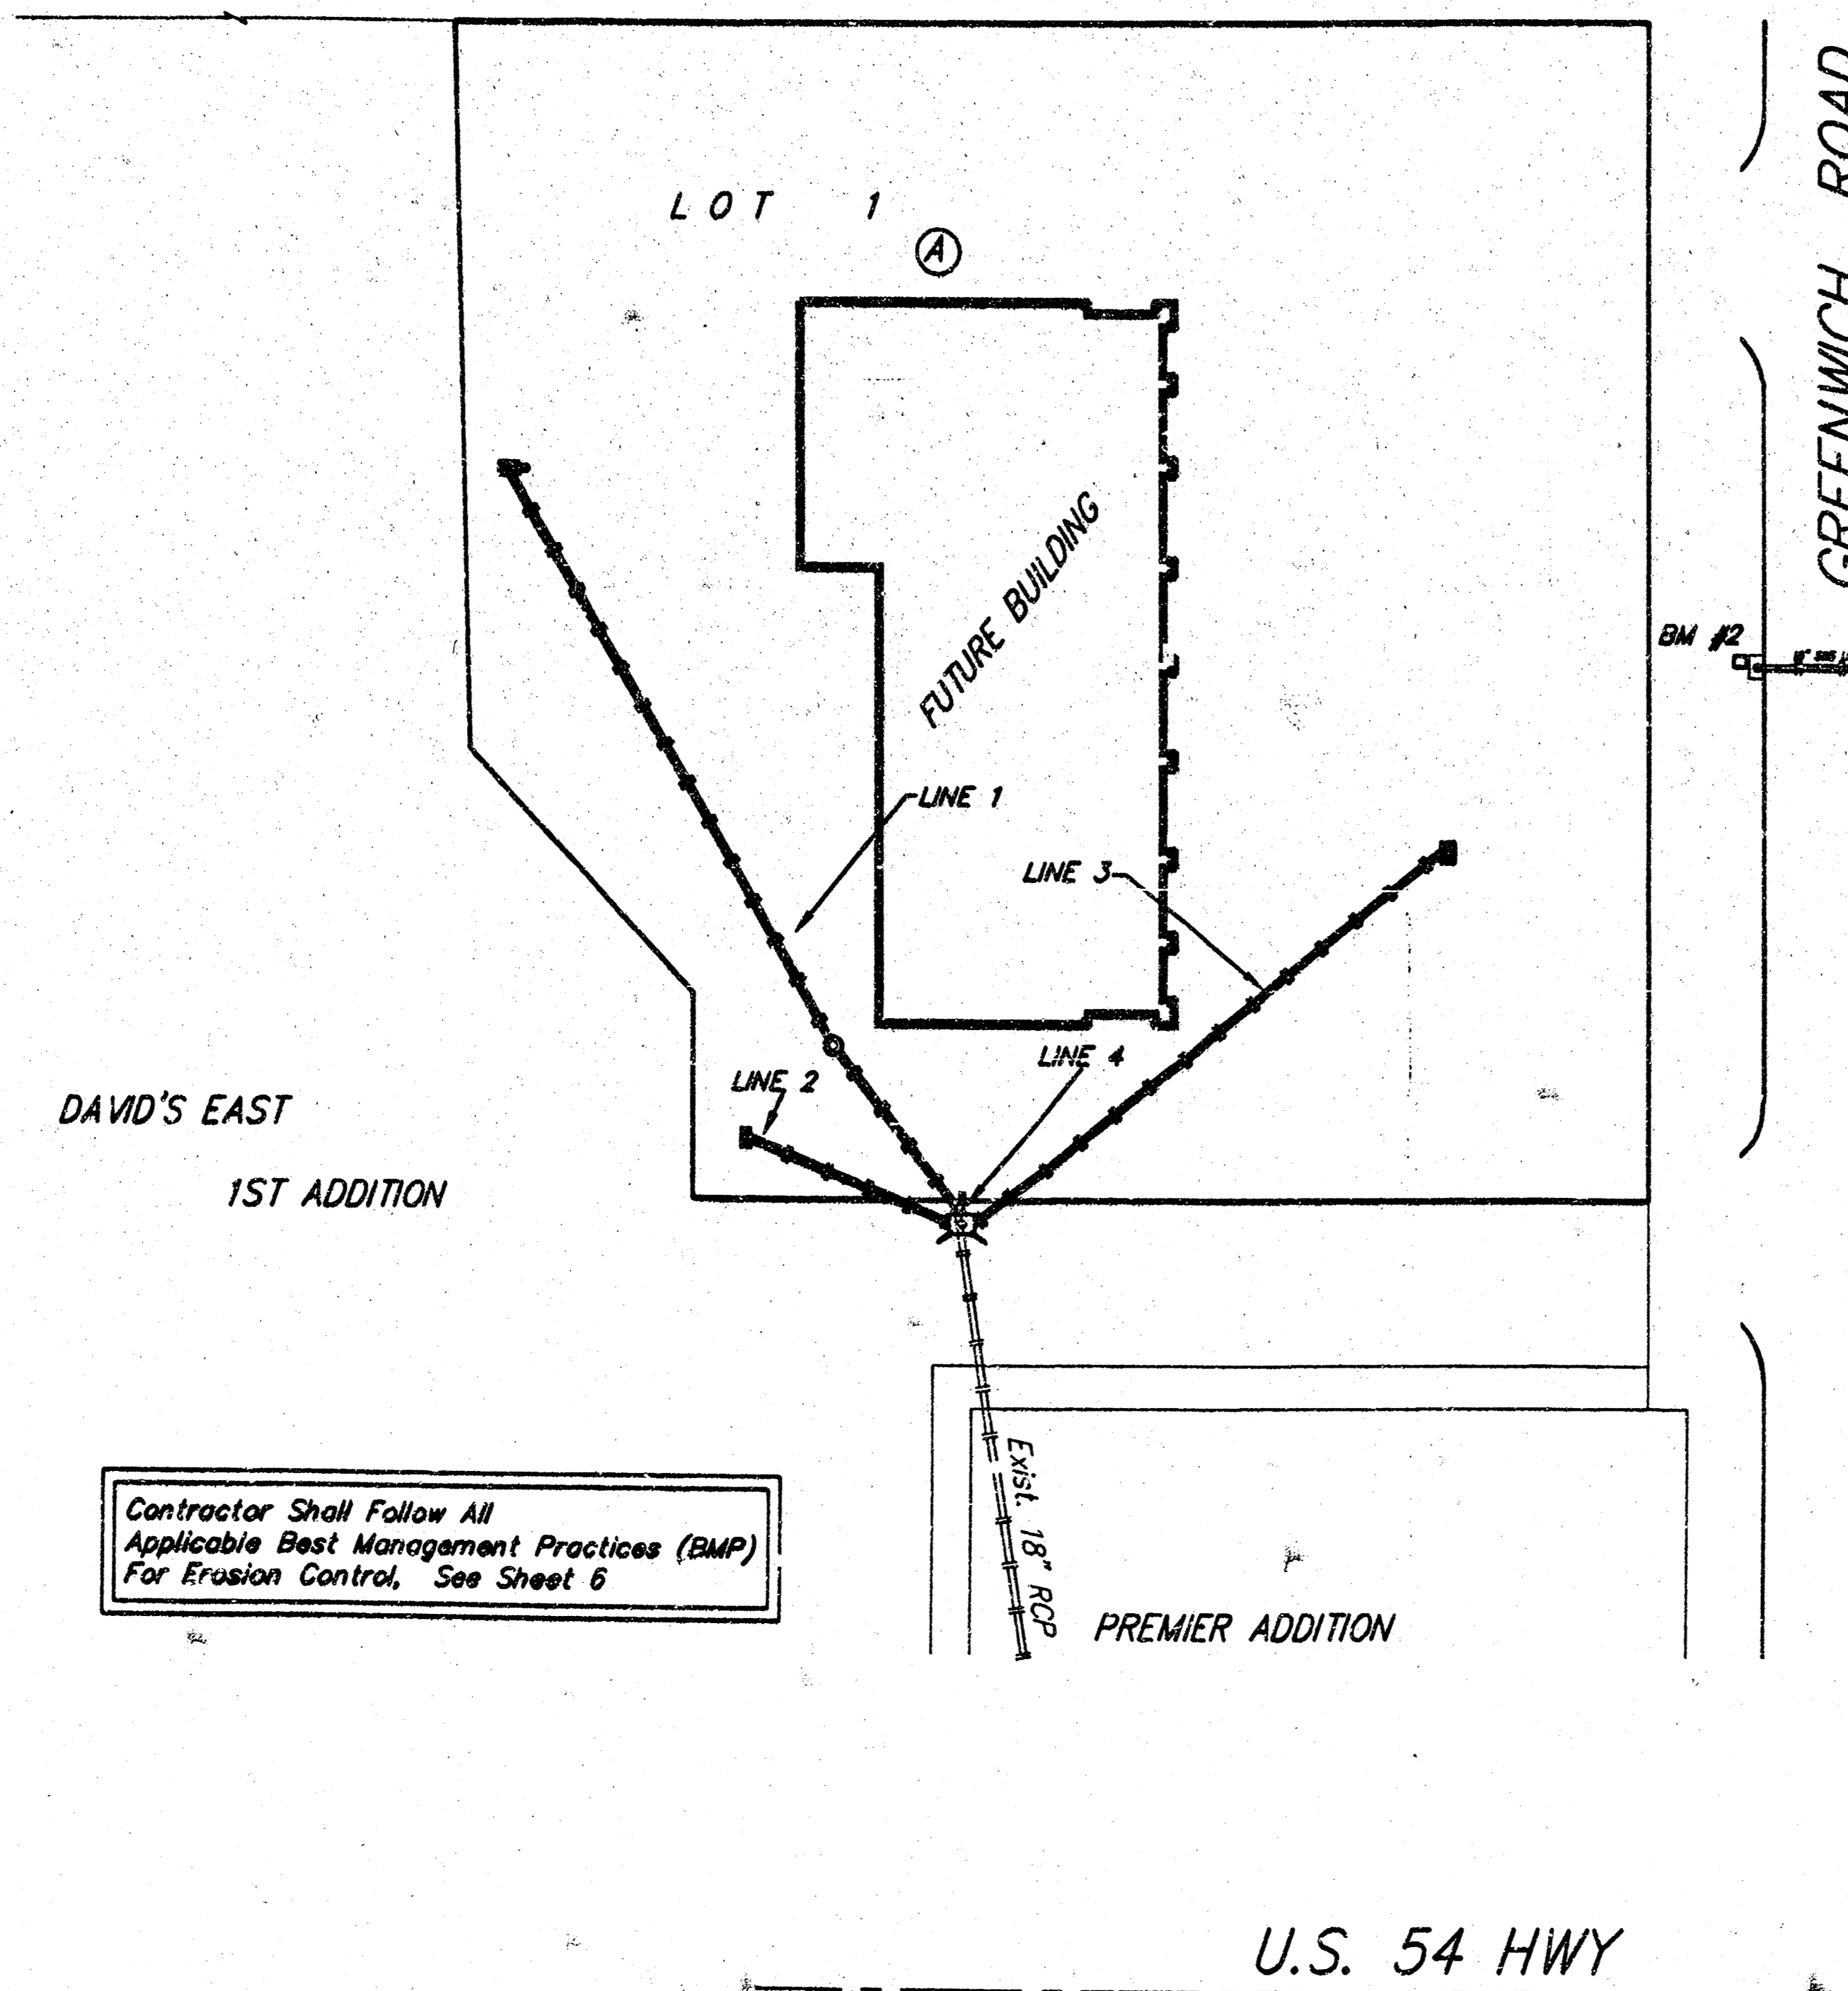 LOT 1
A
GREENWICH ROAD
FUTURE BUILDING
BM #2
LINE 1
LINE 3
LINE 4
LINE 2
DAVID'S EAST
1ST ADDITION
Exist. 18" RCP
Contractor Shall Follow All
Applicable Best Management Practices (BMP)
For Erosion Control, See Sheet 6
PREMIER ADDITION
U.S. 54 HWY